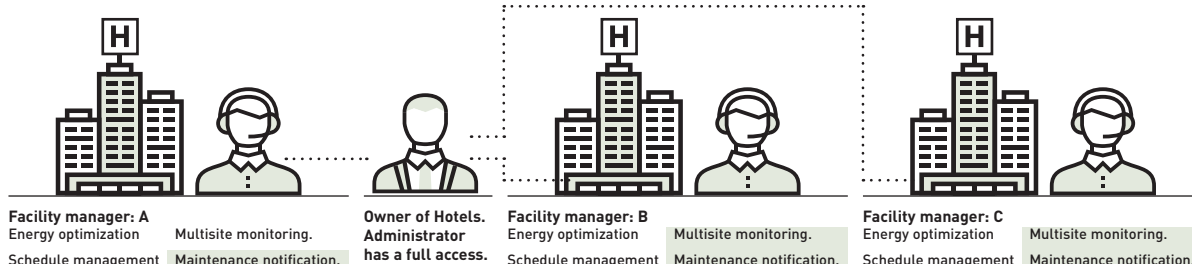 H
H
H
Facility manager: A
Energy optimization Multisite monitoring.
Schedule management Maintenance notification.
Owner of Hotels.
Administrator
has a full access.
Facility manager: B
Energy optimization Multisite monitoring.
Schedule management Maintenance notification.
Facility manager: C
Energy optimization Multisite monitoring.
Schedule management Maintenance notification.